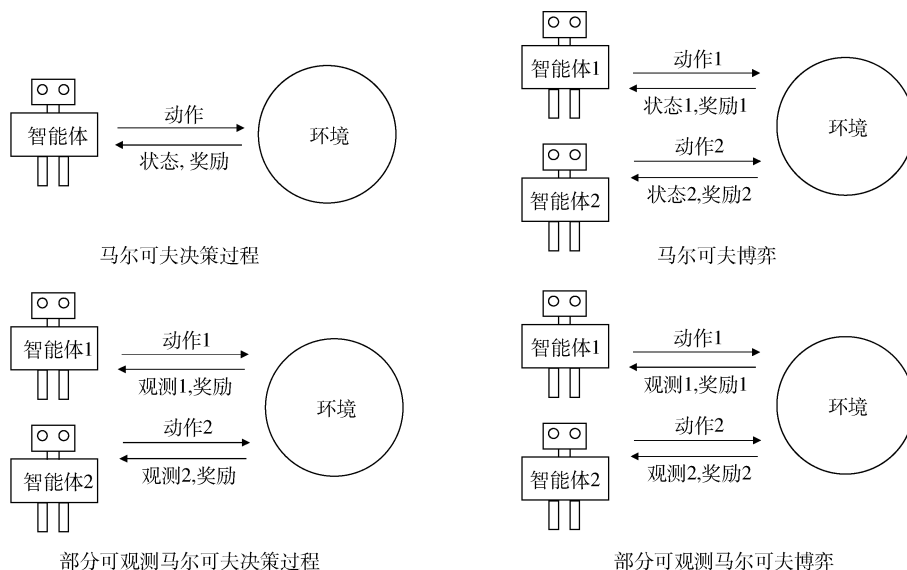 动作
智能体
环境
状态, 奖励
马尔可夫决策过程
动作1
智能体1
状态1,奖励1
环境
动作2
智能体2
状态2,奖励2
马尔可夫博弈
动作1
智能体1
观测1,奖励
环境
动作2
智能体2
观测2,奖励
部分可观测马尔可夫决策过程
动作1
智能体1
观测1,奖励1
环境
动作2
智能体2
观测2,奖励2
部分可观测马尔可夫博弈